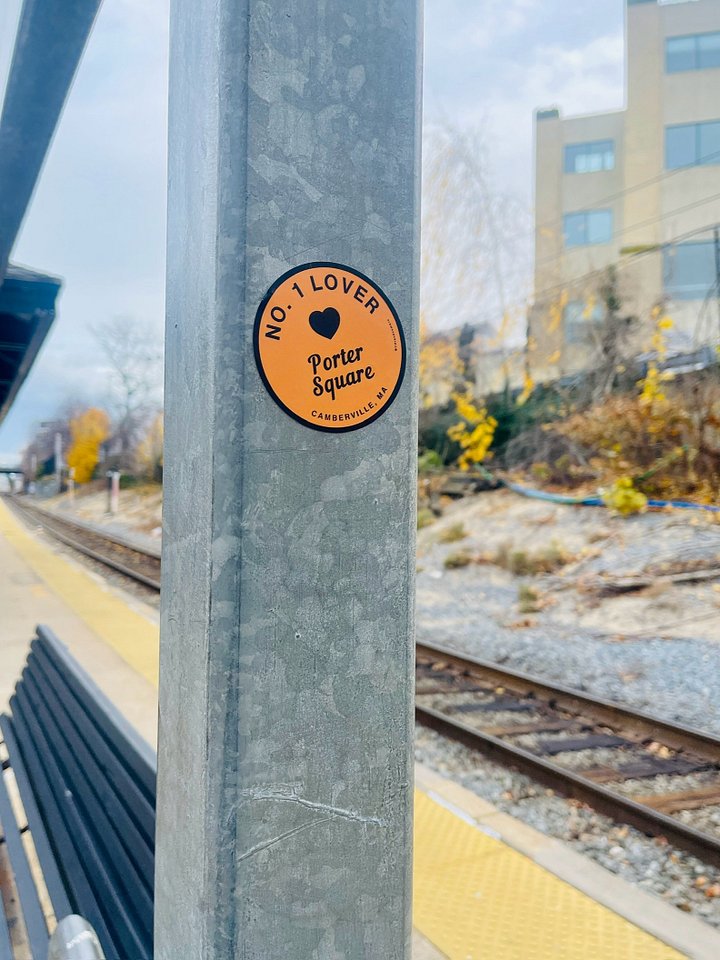 NO. 1 LOVER
Porter
Square
CAMBERVILLE, MA